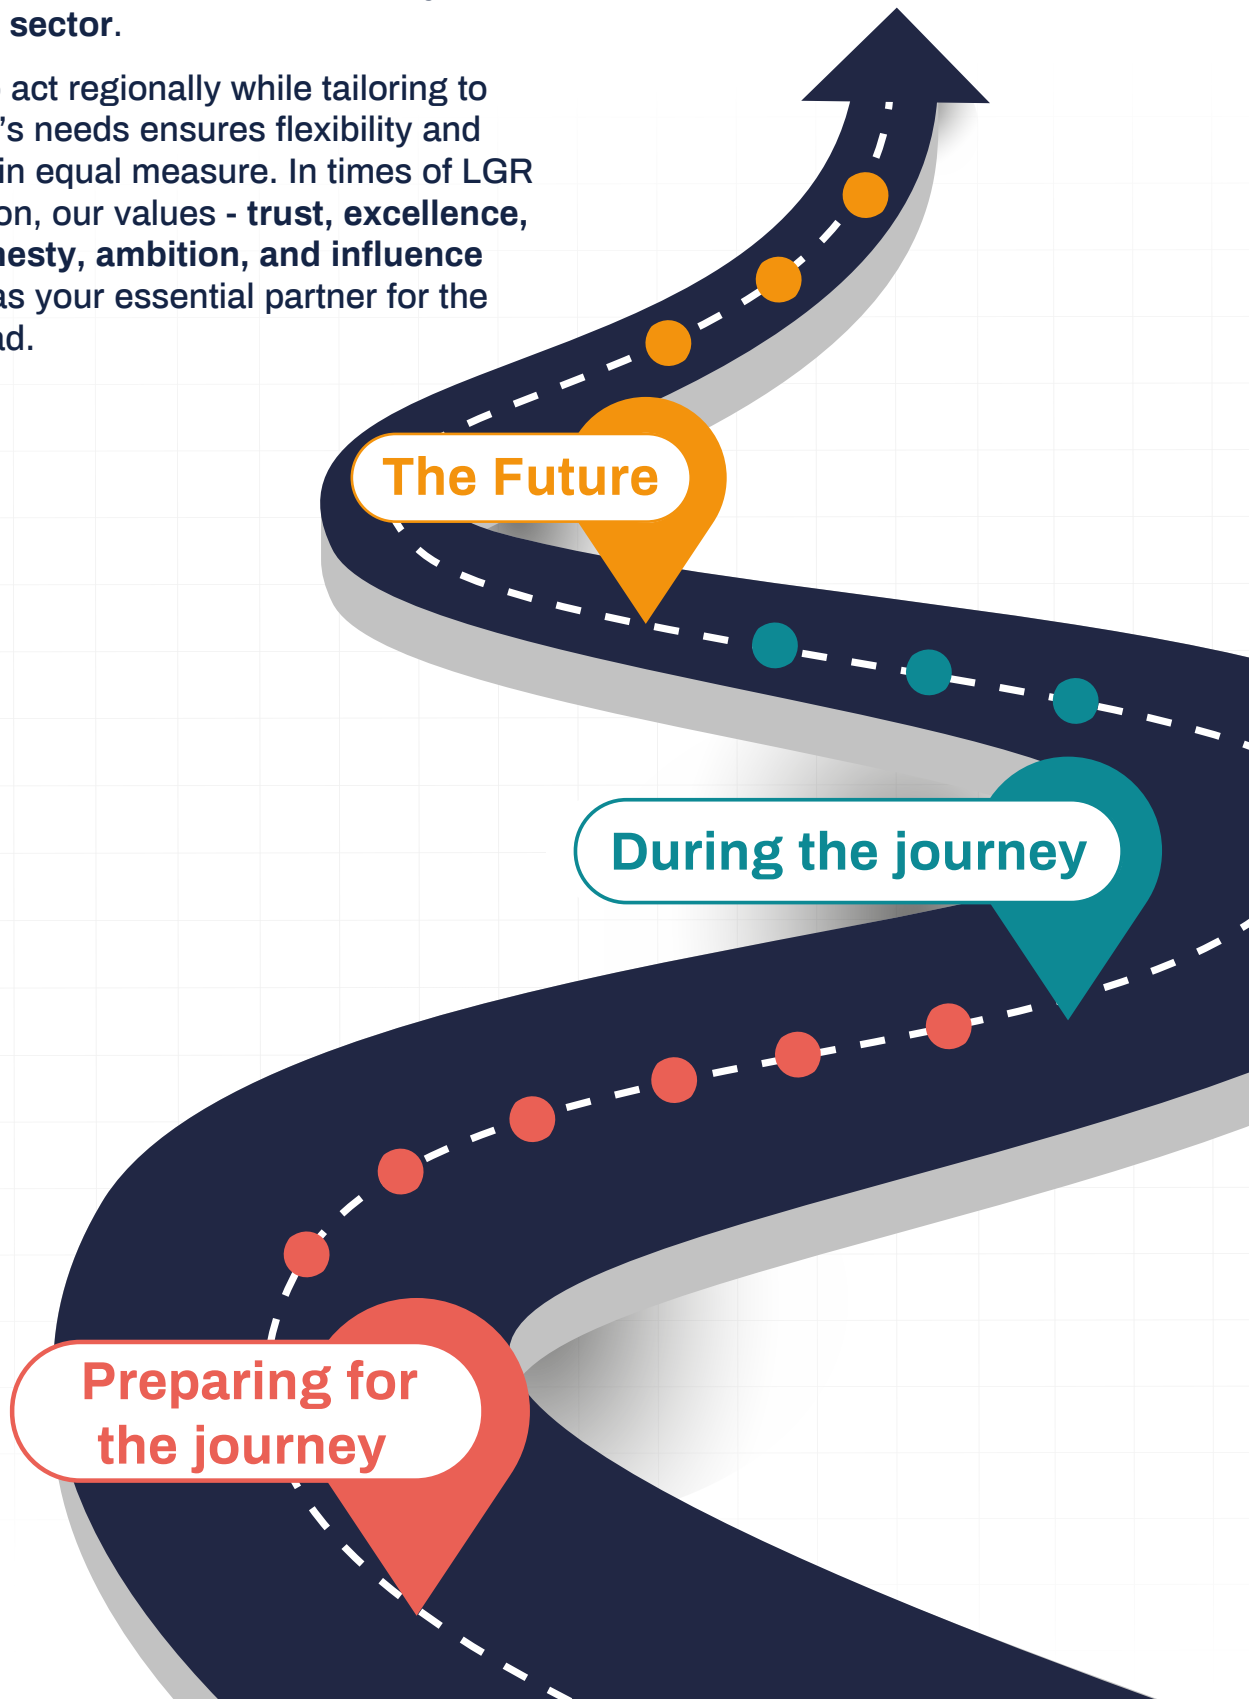 sector.
act regionally while tailoring to
’s needs ensures flexibility and
in equal measure. In times of LGR
on, our values - trust, excellence,
esty, ambition, and influence
as your essential partner for the
ad.
The Future
During the journey
Preparing for
the journey